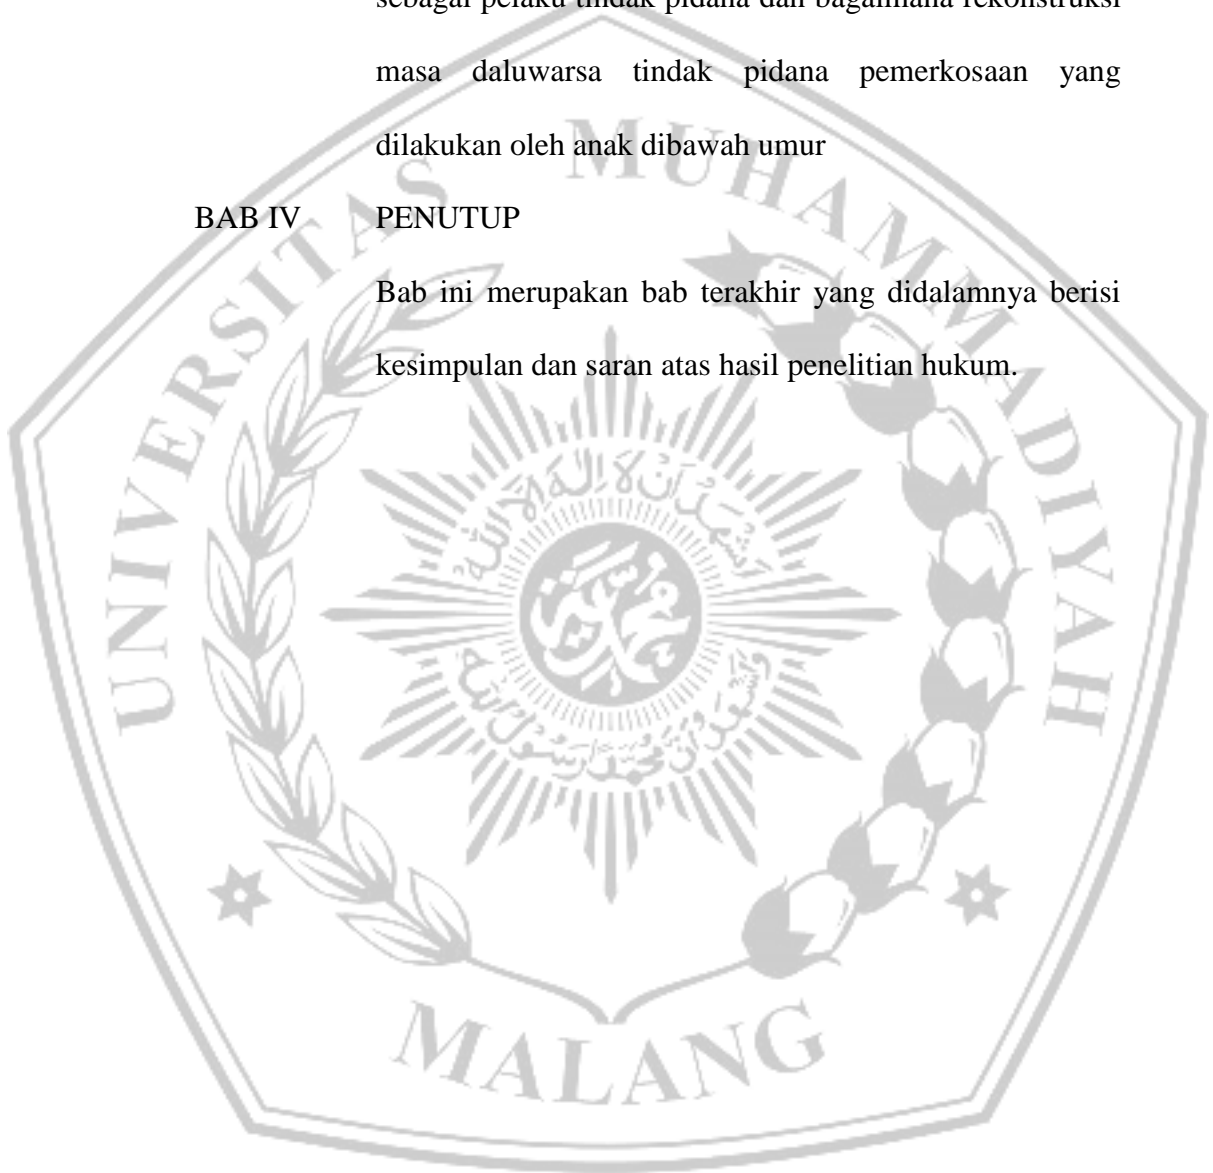 sebagai pelaku tindak pidana dan bagaimana rekonstruksi
masa daluwarsa tindak pidana pemerkosaan yang
dilakukan oleh anak dibawah umur
BAB IV PENUTUP
Bab ini merupakan bab terakhir yang didalamnya berisi
kesimpulan dan saran atas hasil penelitian hukum.
UNIVERSITAS MUHAMMADIYAH
MALANG